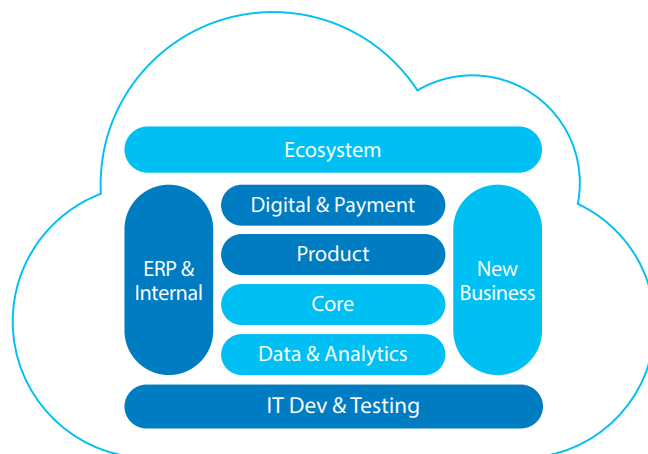 Ecosystem
Digital & Payment
Product
ERP &
Internal
Core
New
Business
Data & Analytics
IT Dev & Testing